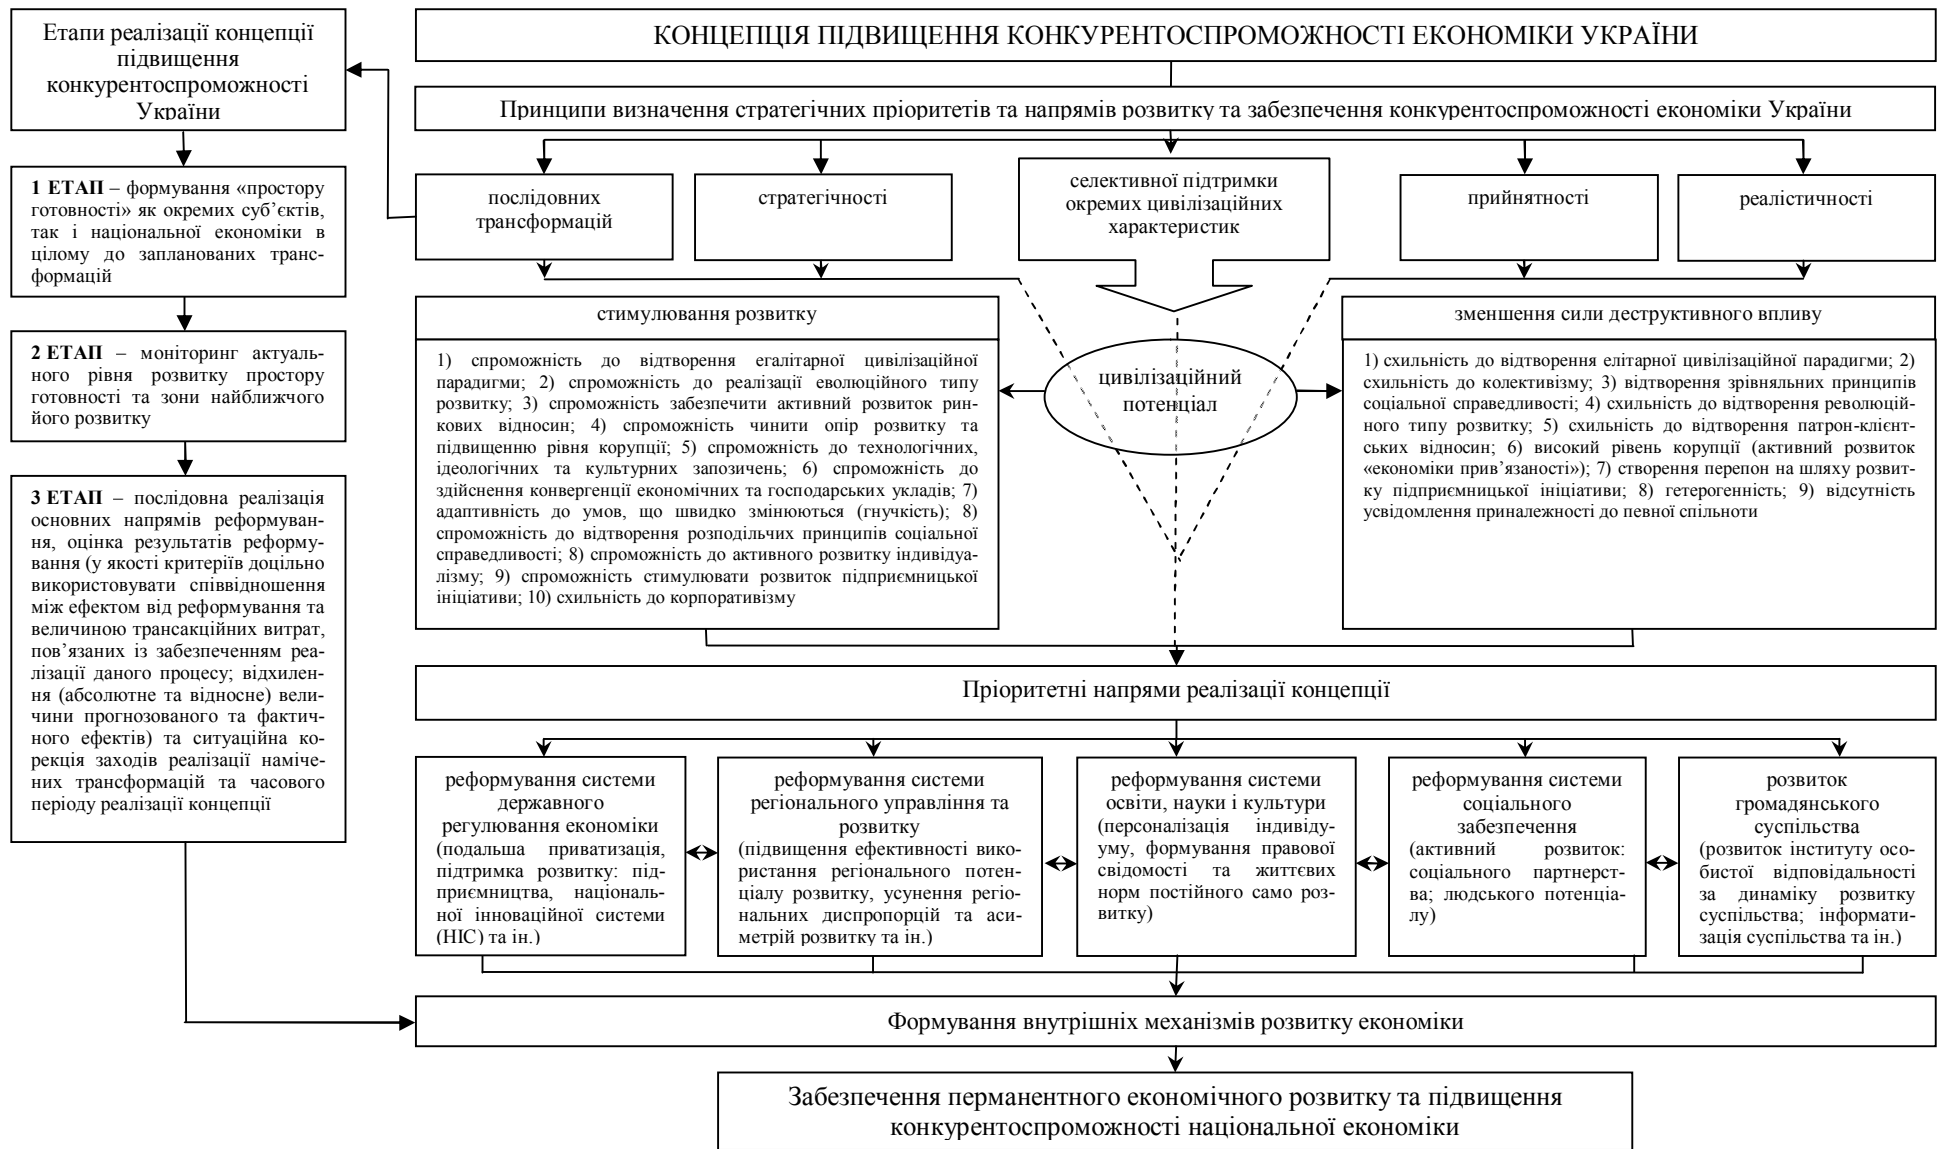 Етапи реалізації концепції
підвищення
конкурентоспроможності
України
1 ЕТАП – формування «простору
готовності» як окремих суб’єктів,
так і національної економіки в
цілому до запланованих транс-
формацій
2 ЕТАП – моніторинг актуаль-
ного рівня розвитку простору
готовності та зони найближчого
його розвитку
3 ЕТАП – послідовна реалізація
основних напрямів реформуван-
ня, оцінка результатів реформу-
вання (у якості критеріїв доцільно
використовувати співвідношення
між ефектом від реформування та
величиною трансакційних витрат,
пов’язаних із забезпеченням реа-
лізації даного процесу; відхилен-
ня (абсолютне та відносне) вели-
чини прогнозованого та фактич-
ного ефектів) та ситуаційна ко-
рекція заходів реалізації наміче-
них трансформацій та часового
періоду реалізації концепції
КОНЦЕПЦІЯ ПІДВИЩЕННЯ КОНКУРЕНТОСПРОМОЖНОСТІ ЕКОНОМІКИ УКРАЇНИ
Принципи визначення стратегічних пріоритетів та напрямів розвитку та забезпечення конкурентоспроможності економіки України
послідовних
трансформацій
стратегічності
селективної підтримки
окремих цивілізаційних
характеристик
прийнятності
реалістичності
стимулювання розвитку
1) спроможність до відтворення егалітарної цивілізаційної
парадигми; 2) спроможність до реалізації еволюційного типу
розвитку; 3) спроможність забезпечити активний розвиток рин-
кових відносин; 4) спроможність чинити опір розвитку та
підвищенню рівня корупції; 5) спроможність до технологічних,
ідеологічних та культурних запозичень; 6) спроможність до
здійснення конвергенції економічних та господарських укладів; 7)
адаптивність до умов, що швидко змінюються (гнучкість); 8)
спроможність до відтворення розподільчих принципів соціальної
справедливості; 8) спроможність до активного розвитку індивідуа-
лізму; 9) спроможність стимулювати розвиток підприємницької
ініціативи; 10) схильність до корпоративізму
цивілізаційний
потенціал
зменшення сили деструктивного впливу
1) схильність до відтворення елітарної цивілізаційної парадигми; 2)
схильність до колективізму; 3) відтворення зрівняльних принципів
соціальної справедливості; 4) схильність до відтворення революцій-
ного типу розвитку; 5) схильність до відтворення патрон-клієнт-
ських відносин; 6) високий рівень корупції (активний розвиток
«економіки прив’язаності»); 7) створення перепон на шляху розвит-
ку підприємницької ініціативи; 8) гетерогенність; 9) відсутність
усвідомлення приналежності до певної спільноти
Пріоритетні напрями реалізації концепції
реформування системи
державного
регулювання економіки
(подальша приватизація,
підтримка розвитку: під-
приємництва, національ-
ної інноваційної системи
(НІС) та ін.)
реформування системи
регіонального управління та
розвитку
(підвищення ефективності вико-
ристання регіонального потен-
ціалу розвитку, усунення регіо-
нальних диспропорцій та аси-
метрій розвитку та ін.)
реформування системи
освіти, науки і культури
(персоналізація індивіду-
уму, формування правової
свідомості та життєвих
норм постійного само роз-
витку)
реформування системи
соціального
забезпечення
(активний розвиток:
соціального партнерст-
ва; людського потенціа-
лу)
розвиток
громадянського
суспільства
(розвиток інституту осо-
бистої відповідальності
за динаміку розвитку
суспільства; інформати-
зація суспільства та ін.)
Формування внутрішніх механізмів розвитку економіки
Забезпечення перманентного економічного розвитку та підвищення
конкурентоспроможності національної економіки